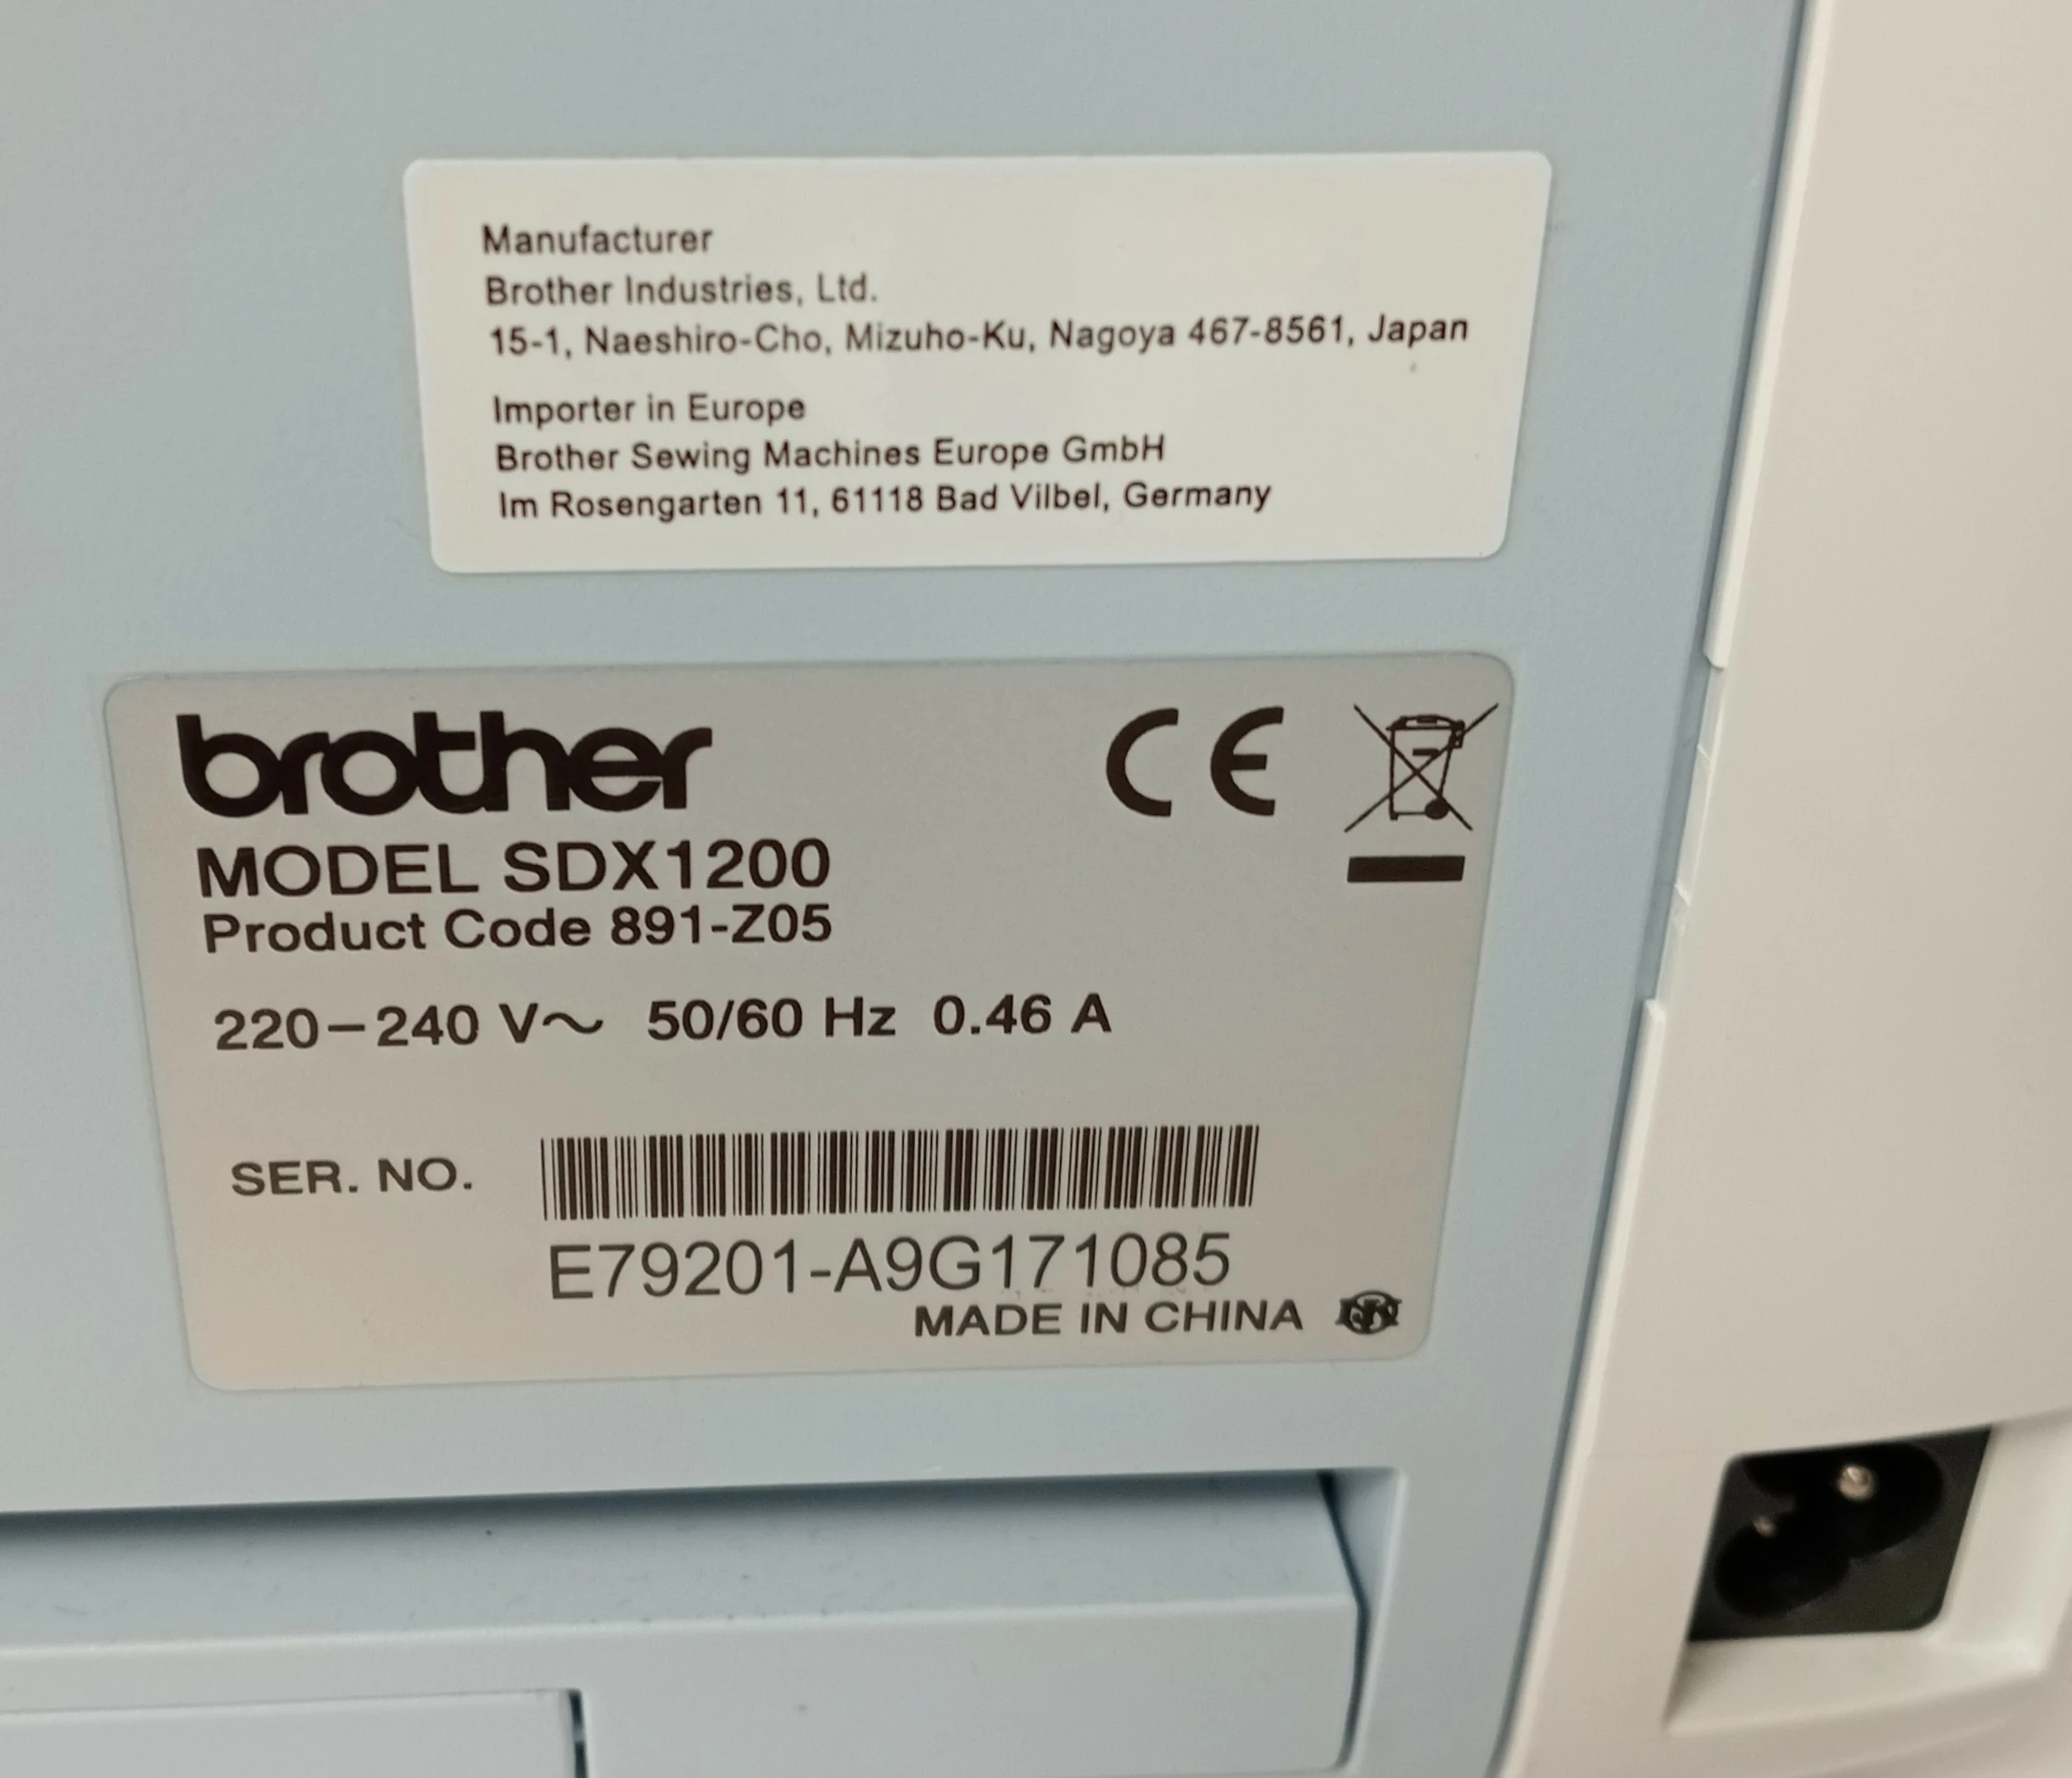 Manufacturer
Brother Industries, Ltd.
15-1, Naeshiro-Cho, Mizuho-Ku, Nagoya 467-8561, Japan
Importer in Europe
Brother Sewing Machines Europe GmbH
Im Rosengarten 11, 61118 Bad Vilbel, Germany
brother
CE
MODEL SDX1200
Product Code 891-Z05
220-240 V~ 50/60 Hz 0.46 A
SER. NO.
E79201-A9G171085
MADE IN CHINA